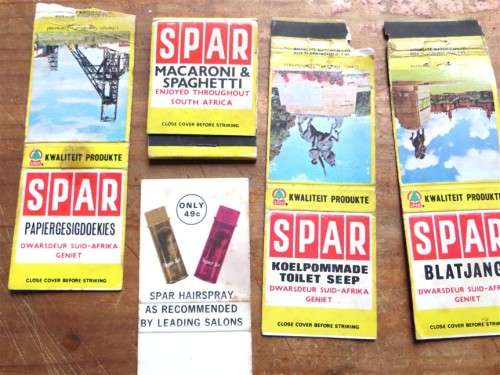 KWALITEIT PRODUKTE
SPAR
PAPIERGESIGDOEKIES
DWARSDEUR SUID-AFRIKA
GENIET
CLOSE COVER BEFORE STRIKING
SPAR
MACARONI &
SPAGHETTI
ENJOYED THROUGHOUT
SOUTH AFRICA
CLOSE COVER BEFORE STRIKING
ONLY
49c
SPAR HAIRSPRAY
AS RECOMMENDED
BY LEADING SALONS
KWALITEIT PRODUKTE
SPAR
KOELPOMMADE
TOILET SEEP
DWARSDEUR SUID-AFRIKA
GENIET
CLOSE COVER BEFORE STRIKING
KWALITEIT PRODUKTE
SPAR
BLATJANG
DWARSDEUR SUID-AFRIKA
GENIET
CLOSE COVER BEFORE STRIKING